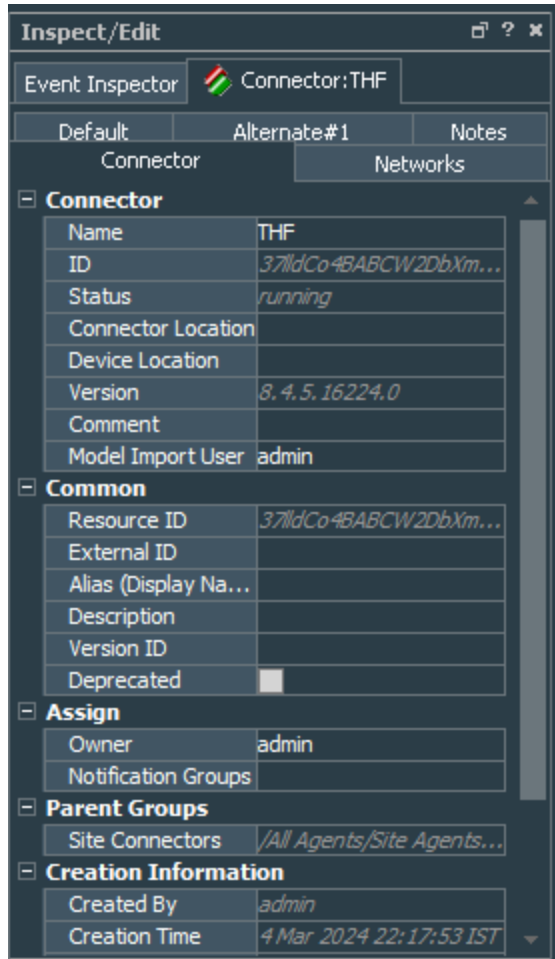 Inspect/Edit ?
Event Inspector Connector:THF
Default Alternate#1 Notes
Connector Networks
Connector
Name THF
ID 37lldCo4BABCW2DbXm...
Status running
Connector Location
Device Location
Version 8.4.5.16224.0
Comment
Model Import User admin
Common
Resource ID 37lldCo4BABCW2DbXm...
External ID
Alias (Display Na...
Description
Version ID
Deprecated
Assign
Owner admin
Notification Groups
Parent Groups
Site Connectors /All Agents/Site Agents...
Creation Information
Created By admin
Creation Time 4 Mar 2024 22:17:53 IST